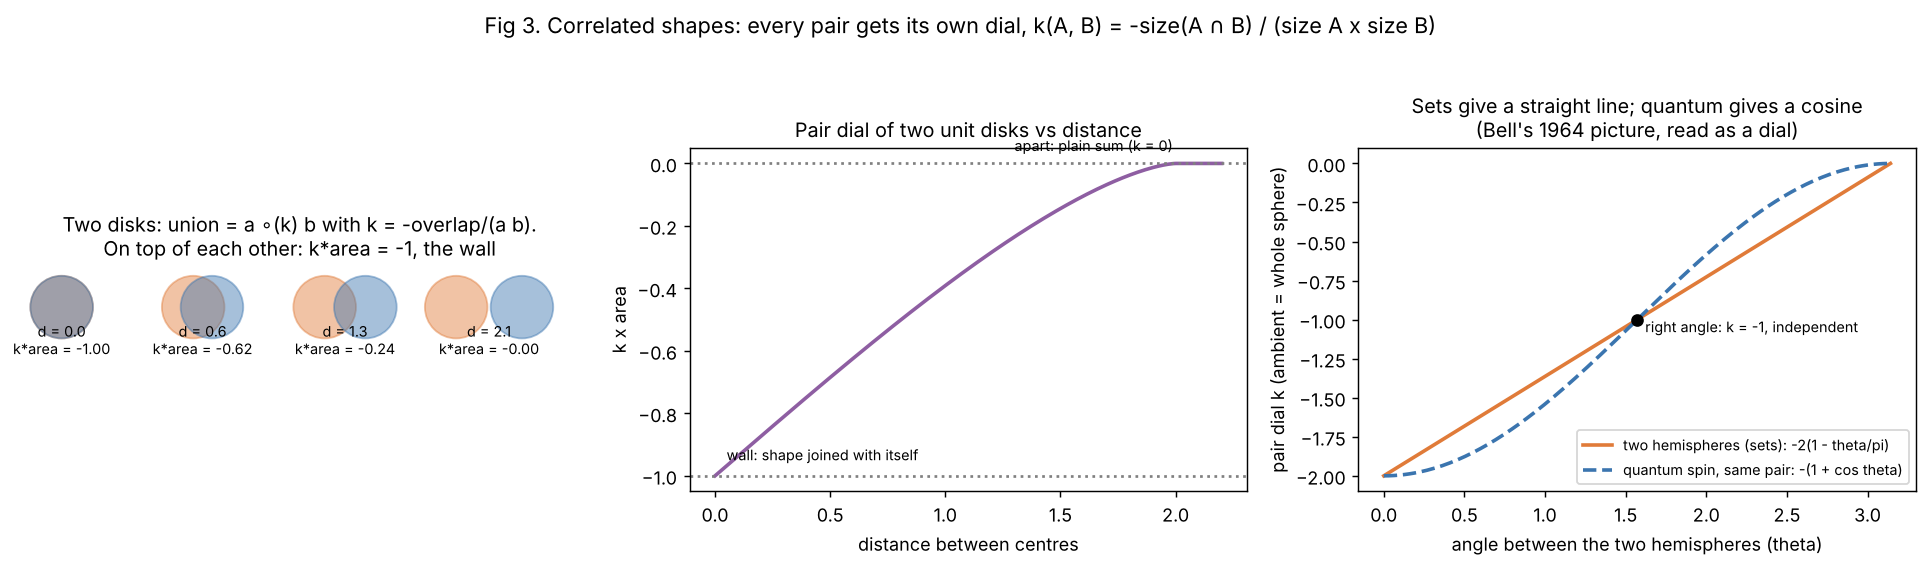 Fig 3. Correlated shapes: every pair gets its own dial, k(A, B) = -size(A ∩ B) / (size A x size B)
Two disks: union = a ∘(k) b with k = -overlap/(a b).
On top of each other: k*area = -1, the wall
d = 0.0
k*area = -1.00
d = 0.6
k*area = -0.62
d = 1.3
k*area = -0.24
d = 2.1
k*area = -0.00
Pair dial of two unit disks vs distance
apart: plain sum (k = 0)
0.0
−0.2
−0.4
−0.6
−0.8
−1.0
k x area
wall: shape joined with itself
0.0
0.5
1.0
1.5
2.0
distance between centres
Sets give a straight line; quantum gives a cosine
(Bell's 1964 picture, read as a dial)
0.00
−0.25
−0.50
−0.75
−1.00
−1.25
−1.50
−1.75
−2.00
pair dial k (ambient = whole sphere)
right angle: k = -1, independent
two hemispheres (sets): -2(1 - theta/pi)
quantum spin, same pair: -(1 + cos theta)
0.0
0.5
1.0
1.5
2.0
2.5
3.0
angle between the two hemispheres (theta)